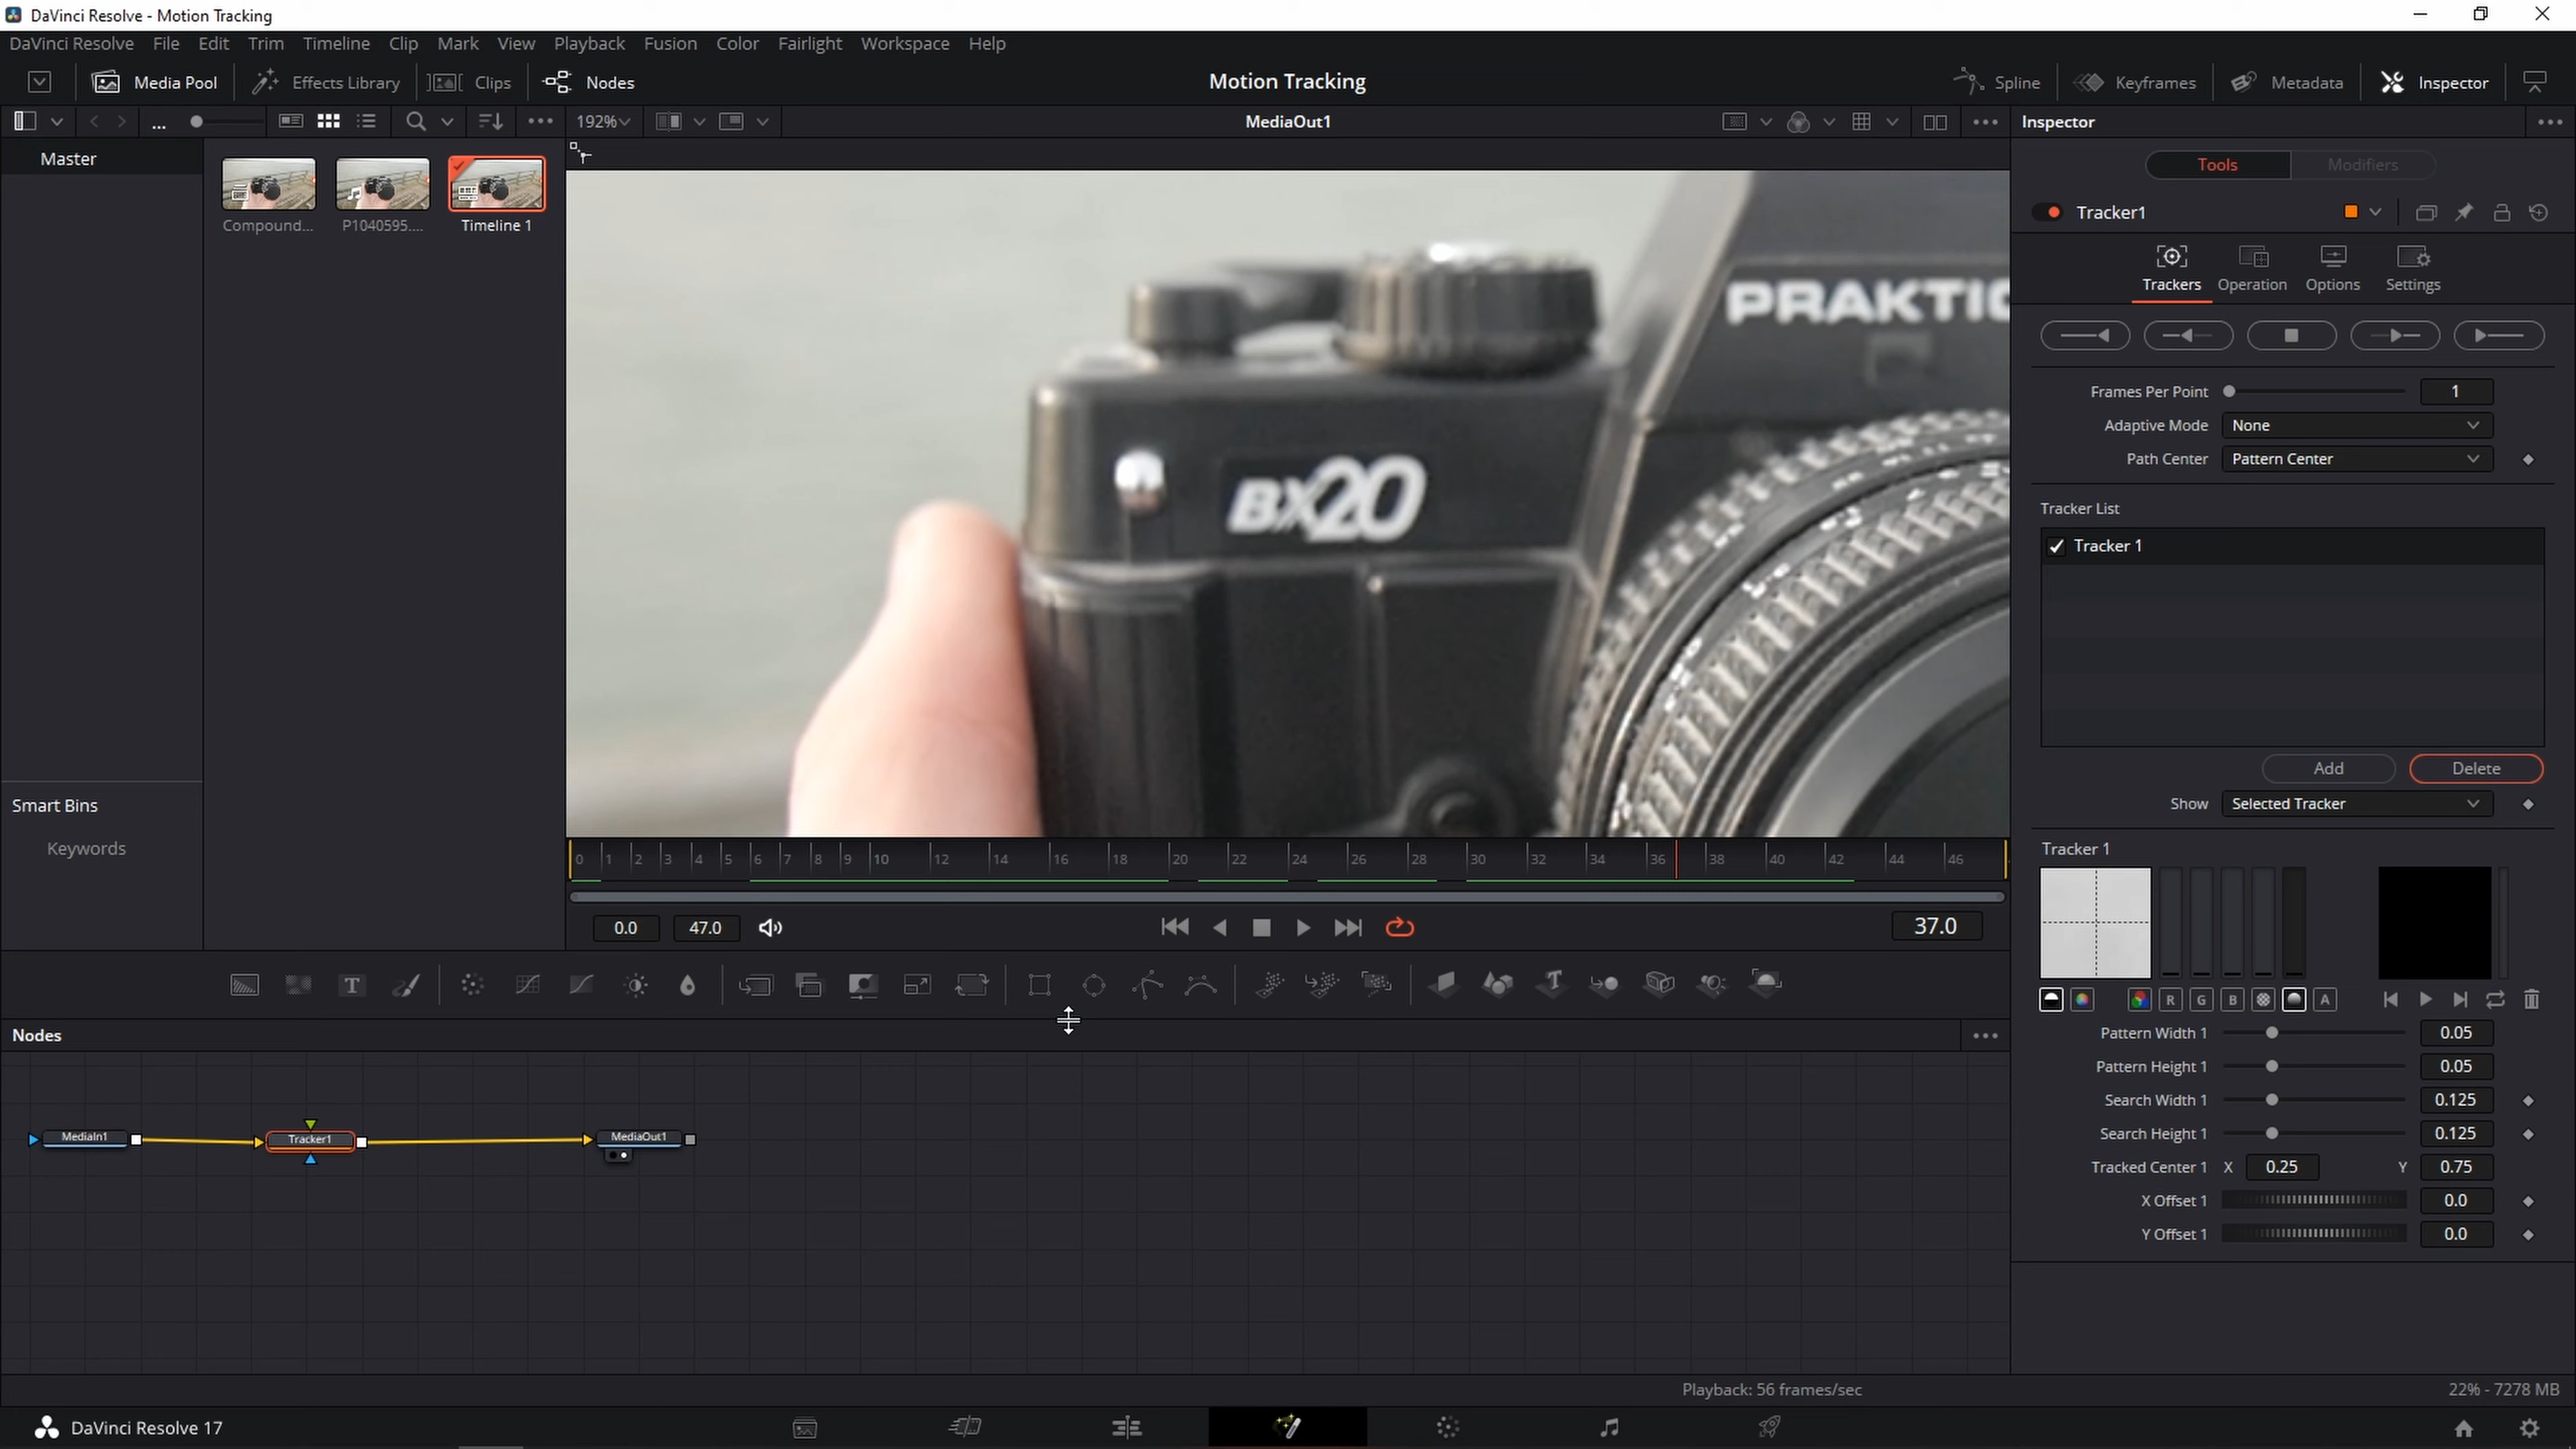 DaVinci Resolve - Motion Tracking
DaVinci Resolve File Edit Trim Timeline Clip Mark View Playback Fusion Color Fairlight Workspace Help
Media Pool Effects Library Clips Nodes Motion Tracking Spline Keyframes Metadata Inspector
... 192% MediaOut1 Inspector
Master
Compound... P1040595.... Timeline 1
Tools Modifiers
Tracker1
Trackers Operation Options Settings
PRAKTIC
BX20
Frames Per Point 1
Adaptive Mode None
Path Center Pattern Center
Tracker List
Tracker 1
Add Delete
Show Selected Tracker
Smart Bins
Keywords
0 1 2 3 4 5 6 7 8 9 10 12 14 16 18 20 22 24 26 28 30 32 34 36 38 40 42 44 46
0.0 47.0 37.0
Tracker 1
R G B A
T T
Nodes
MediaIn1 Tracker1 MediaOut1
Pattern Width 1 0.05
Pattern Height 1 0.05
Search Width 1 0.125
Search Height 1 0.125
Tracked Center 1 X 0.25 Y 0.75
X Offset 1 0.0
Y Offset 1 0.0
Playback: 56 frames/sec 22% - 7278 MB
DaVinci Resolve 17